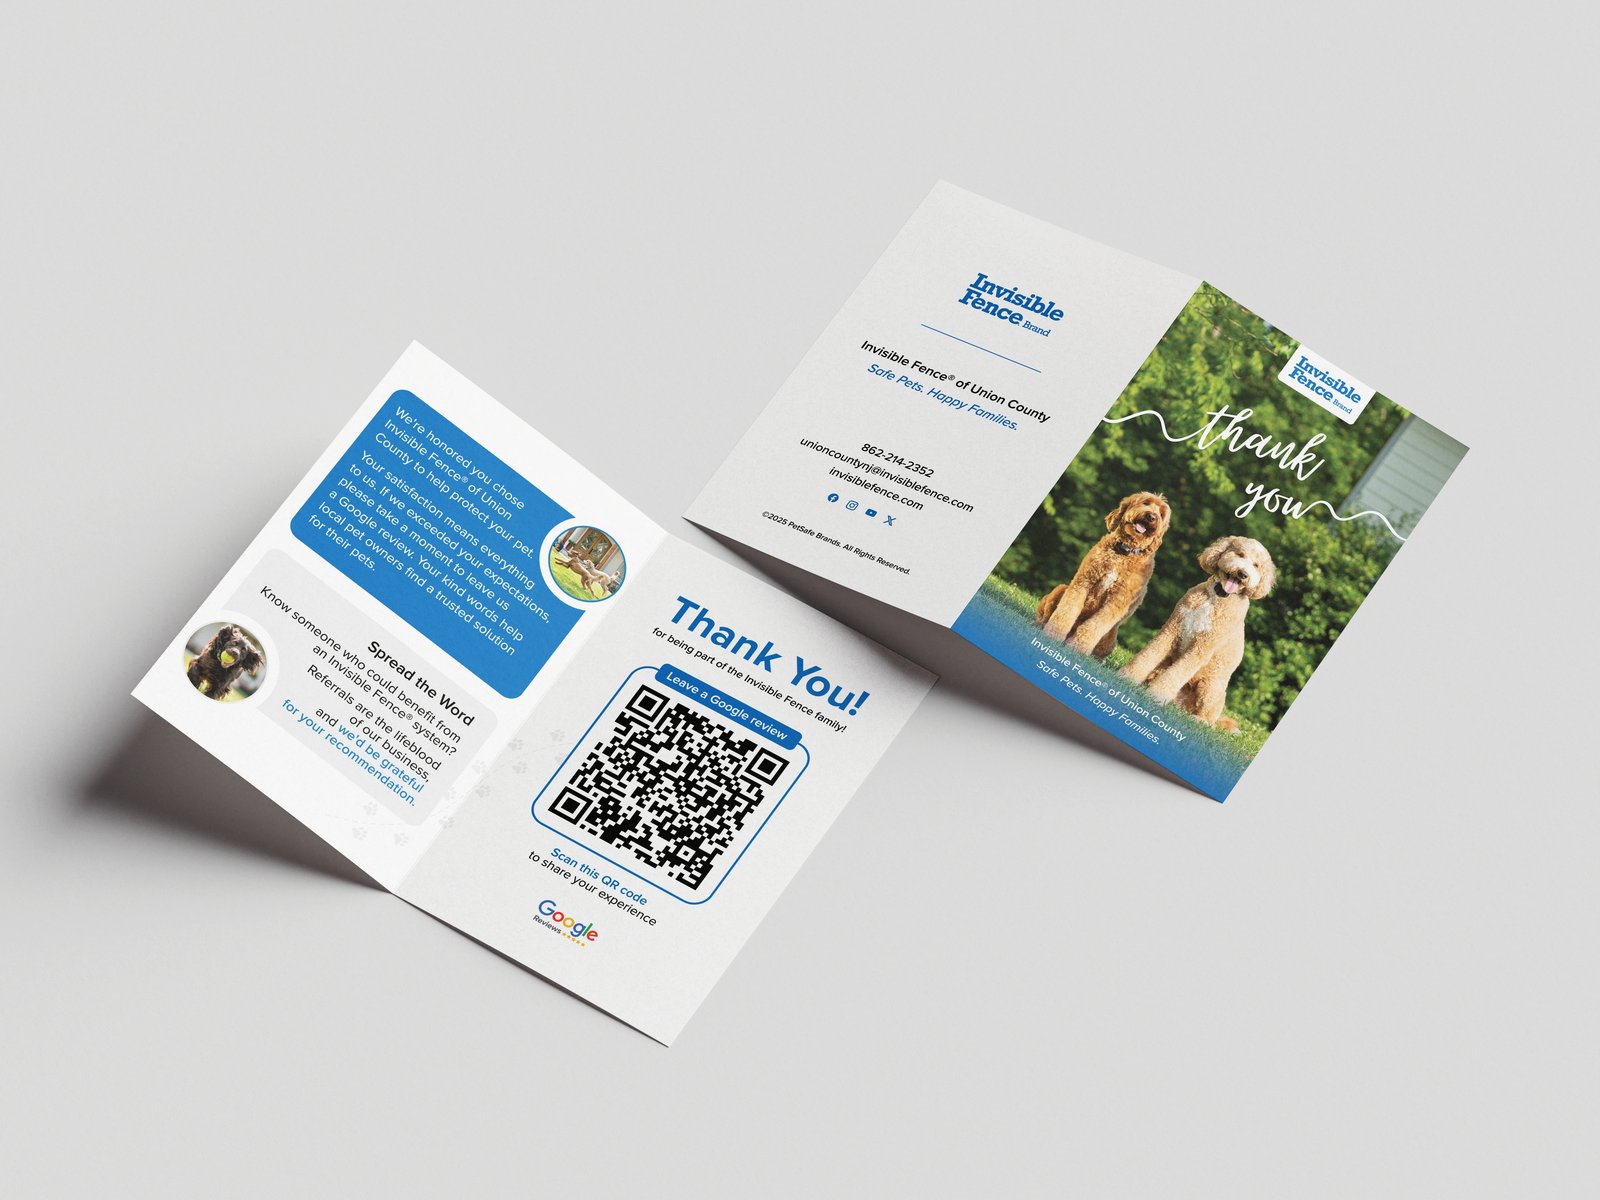 We're honored you chose
Invisible Fence® of Union
County to help protect your pet.
Your satisfaction means everything
to us. If we exceeded your expectations,
please take a moment to leave us
a Google review. Your kind words help
local pet owners find a trusted solution
for their pets.
Spread the Word
Know someone who could benefit from
an Invisible Fence® system?
Referrals are the lifeblood
of our business,
and we'd be grateful
for your recommendation.
Thank You!
for being part of the Invisible Fence family!
Leave a Google review
Scan this QR code
to share your experience
Google
Reviews
Invisible
Fence Brand
Invisible Fence® of Union County
Safe Pets. Happy Families.
862-214-2352
unioncountynj@invisiblefence.com
invisiblefence.com
©2025 PetSafe Brands. All Rights Reserved.
Invisible
Fence Brand
thank
you
Invisible Fence® of Union County
Safe Pets. Happy Families.